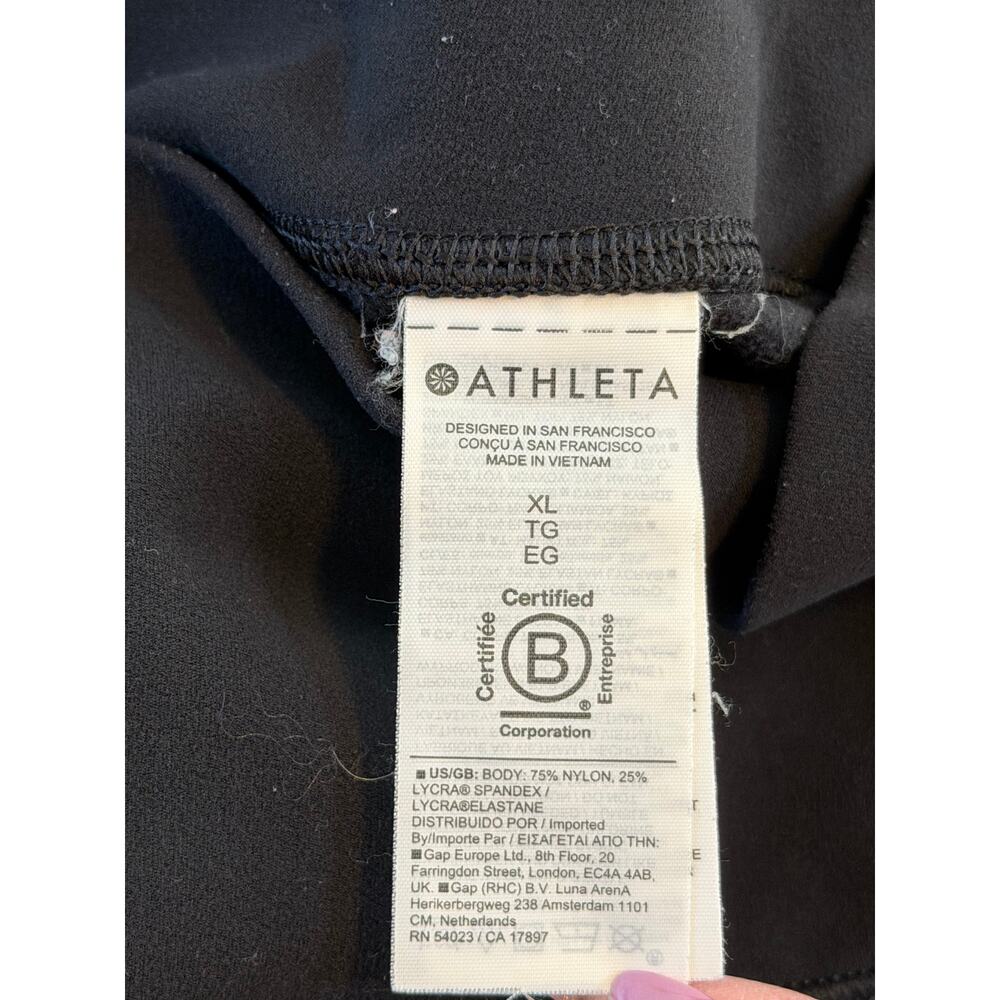 ATHLETA
DESIGNED IN SAN FRANCISCO
CONÇU À SAN FRANCISCO
MADE IN VIETNAM
XL
TG
EG
Certified
Certifiée
B
Entreprise
®
Corporation
US/GB: BODY: 75% NYLON, 25%
LYCRA® SPANDEX /
LYCRA®ELASTANE
DISTRIBUIDO POR / Imported
By/Importe Par / ΕΙΣΑΓΕΤΑΙ ΑΠΟ ΤΗΝ:
Gap Europe Ltd., 8th Floor, 20
Farringdon Street, London, EC4A 4AB,
UK. Gap (RHC) B.V. Luna ArenA
Herikerbergweg 238 Amsterdam 1101
CM, Netherlands
RN 54023 / CA 17897